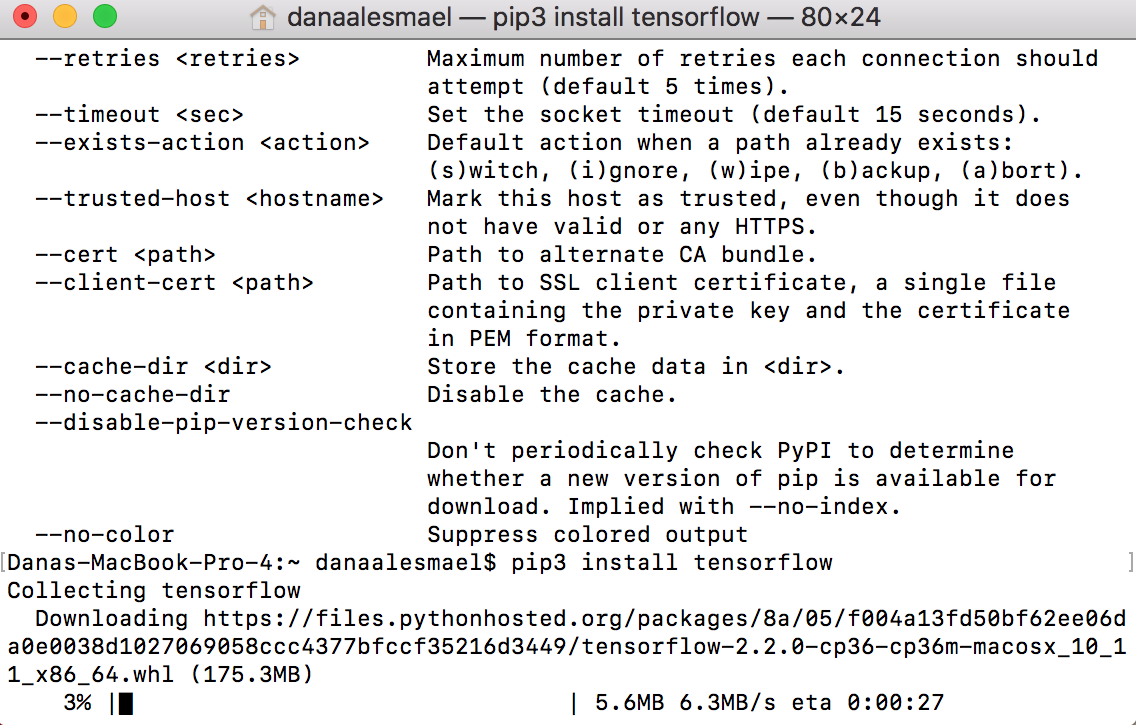 danaalesmael — pip3 install tensorflow — 80×24
--retries <retries> Maximum number of retries each connection should
attempt (default 5 times).
--timeout <sec> Set the socket timeout (default 15 seconds).
--exists-action <action> Default action when a path already exists:
(s)witch, (i)gnore, (w)ipe, (b)ackup, (a)bort).
--trusted-host <hostname> Mark this host as trusted, even though it does
not have valid or any HTTPS.
--cert <path> Path to alternate CA bundle.
--client-cert <path> Path to SSL client certificate, a single file
containing the private key and the certificate
in PEM format.
--cache-dir <dir> Store the cache data in <dir>.
--no-cache-dir Disable the cache.
--disable-pip-version-check
Don't periodically check PyPI to determine
whether a new version of pip is available for
download. Implied with --no-index.
--no-color Suppress colored output
[Danas-MacBook-Pro-4:~ danaalesmael$ pip3 install tensorflow ]
Collecting tensorflow
Downloading https://files.pythonhosted.org/packages/8a/05/f004a13fd50bf62ee06d
a0e0038d1027069058ccc4377bfccf35216d3449/tensorflow-2.2.0-cp36-cp36m-macosx_10_1
1_x86_64.whl (175.3MB)
3% |█ | 5.6MB 6.3MB/s eta 0:00:27